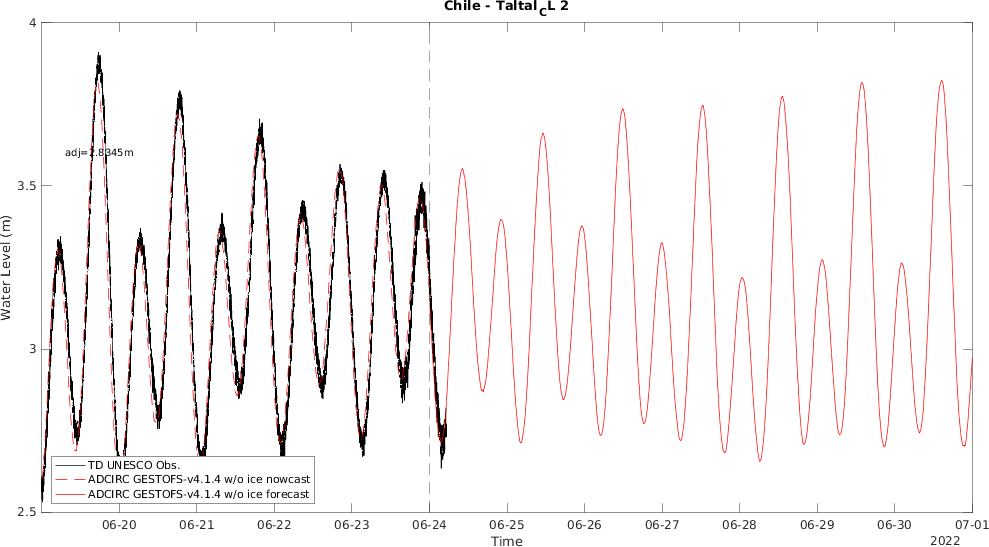 Chile - Taltal_CL 2
4
3.5
3
2.5
Water Level (m)
adj=2.8345m
TD UNESCO Obs.
ADCIRC GESTOFS-v4.1.4 w/o ice nowcast
ADCIRC GESTOFS-v4.1.4 w/o ice forecast
06-20 06-21 06-22 06-23 06-24 06-25 06-26 06-27 06-28 06-29 06-30 07-01
Time
2022